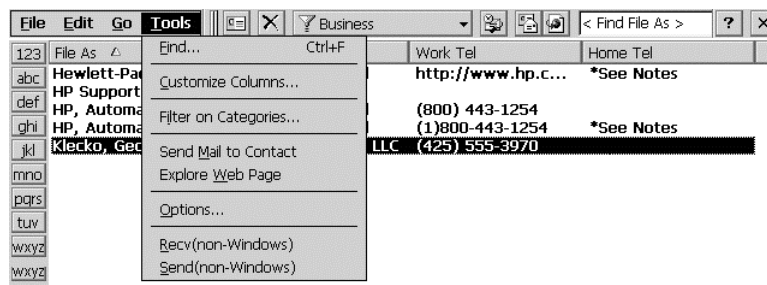 File Edit Go Tools Business < Find File As > ? ×
123 File As Work Tel Home Tel
Find... Ctrl+F
Customize Columns...
Filter on Categories...
Send Mail to Contact
Explore Web Page
Options...
Recv(non-Windows)
Send(non-Windows)
abc Hewlett-Pac http://www.hp.c... *See Notes
HP Support
def HP, Automa (800) 443-1254
ghi HP, Automa (1)800-443-1254 *See Notes
jkl Klecko, Geo LLC (425) 555-3970
mno
pqrs
tuv
wxyz
wxyz